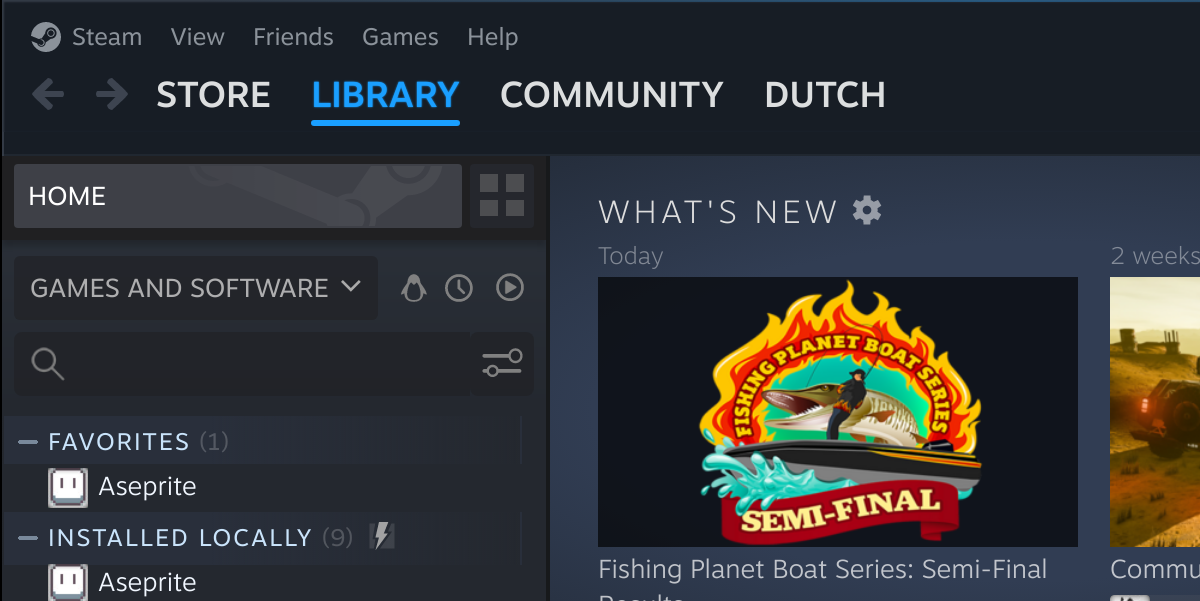 Steam View Friends Games Help
STORE LIBRARY COMMUNITY DUTCH
HOME
GAMES AND SOFTWARE
FAVORITES (1)
Aseprite
INSTALLED LOCALLY (9)
Aseprite
WHAT'S NEW
Today
FISHING PLANET BOAT SERIES
SEMI-FINAL
Fishing Planet Boat Series: Semi-Final
Results
2 weeks